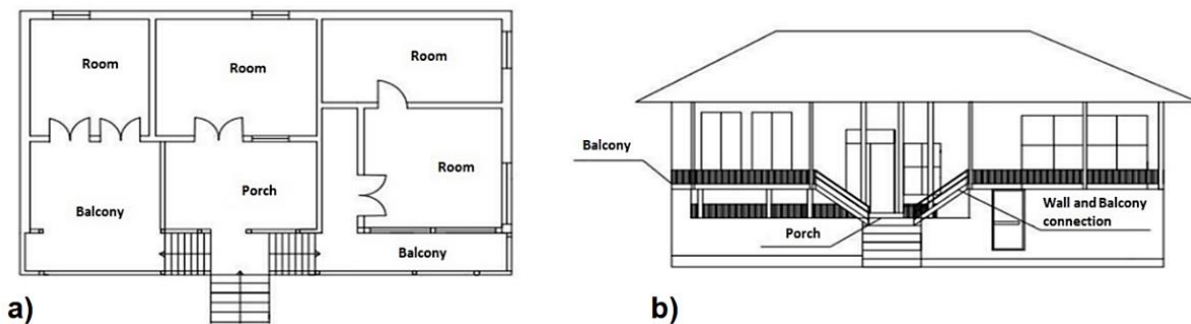 Room
Room
Room
Room
Porch
Balcony
Balcony
a)
Balcony
Wall and Balcony
connection
Porch
b)